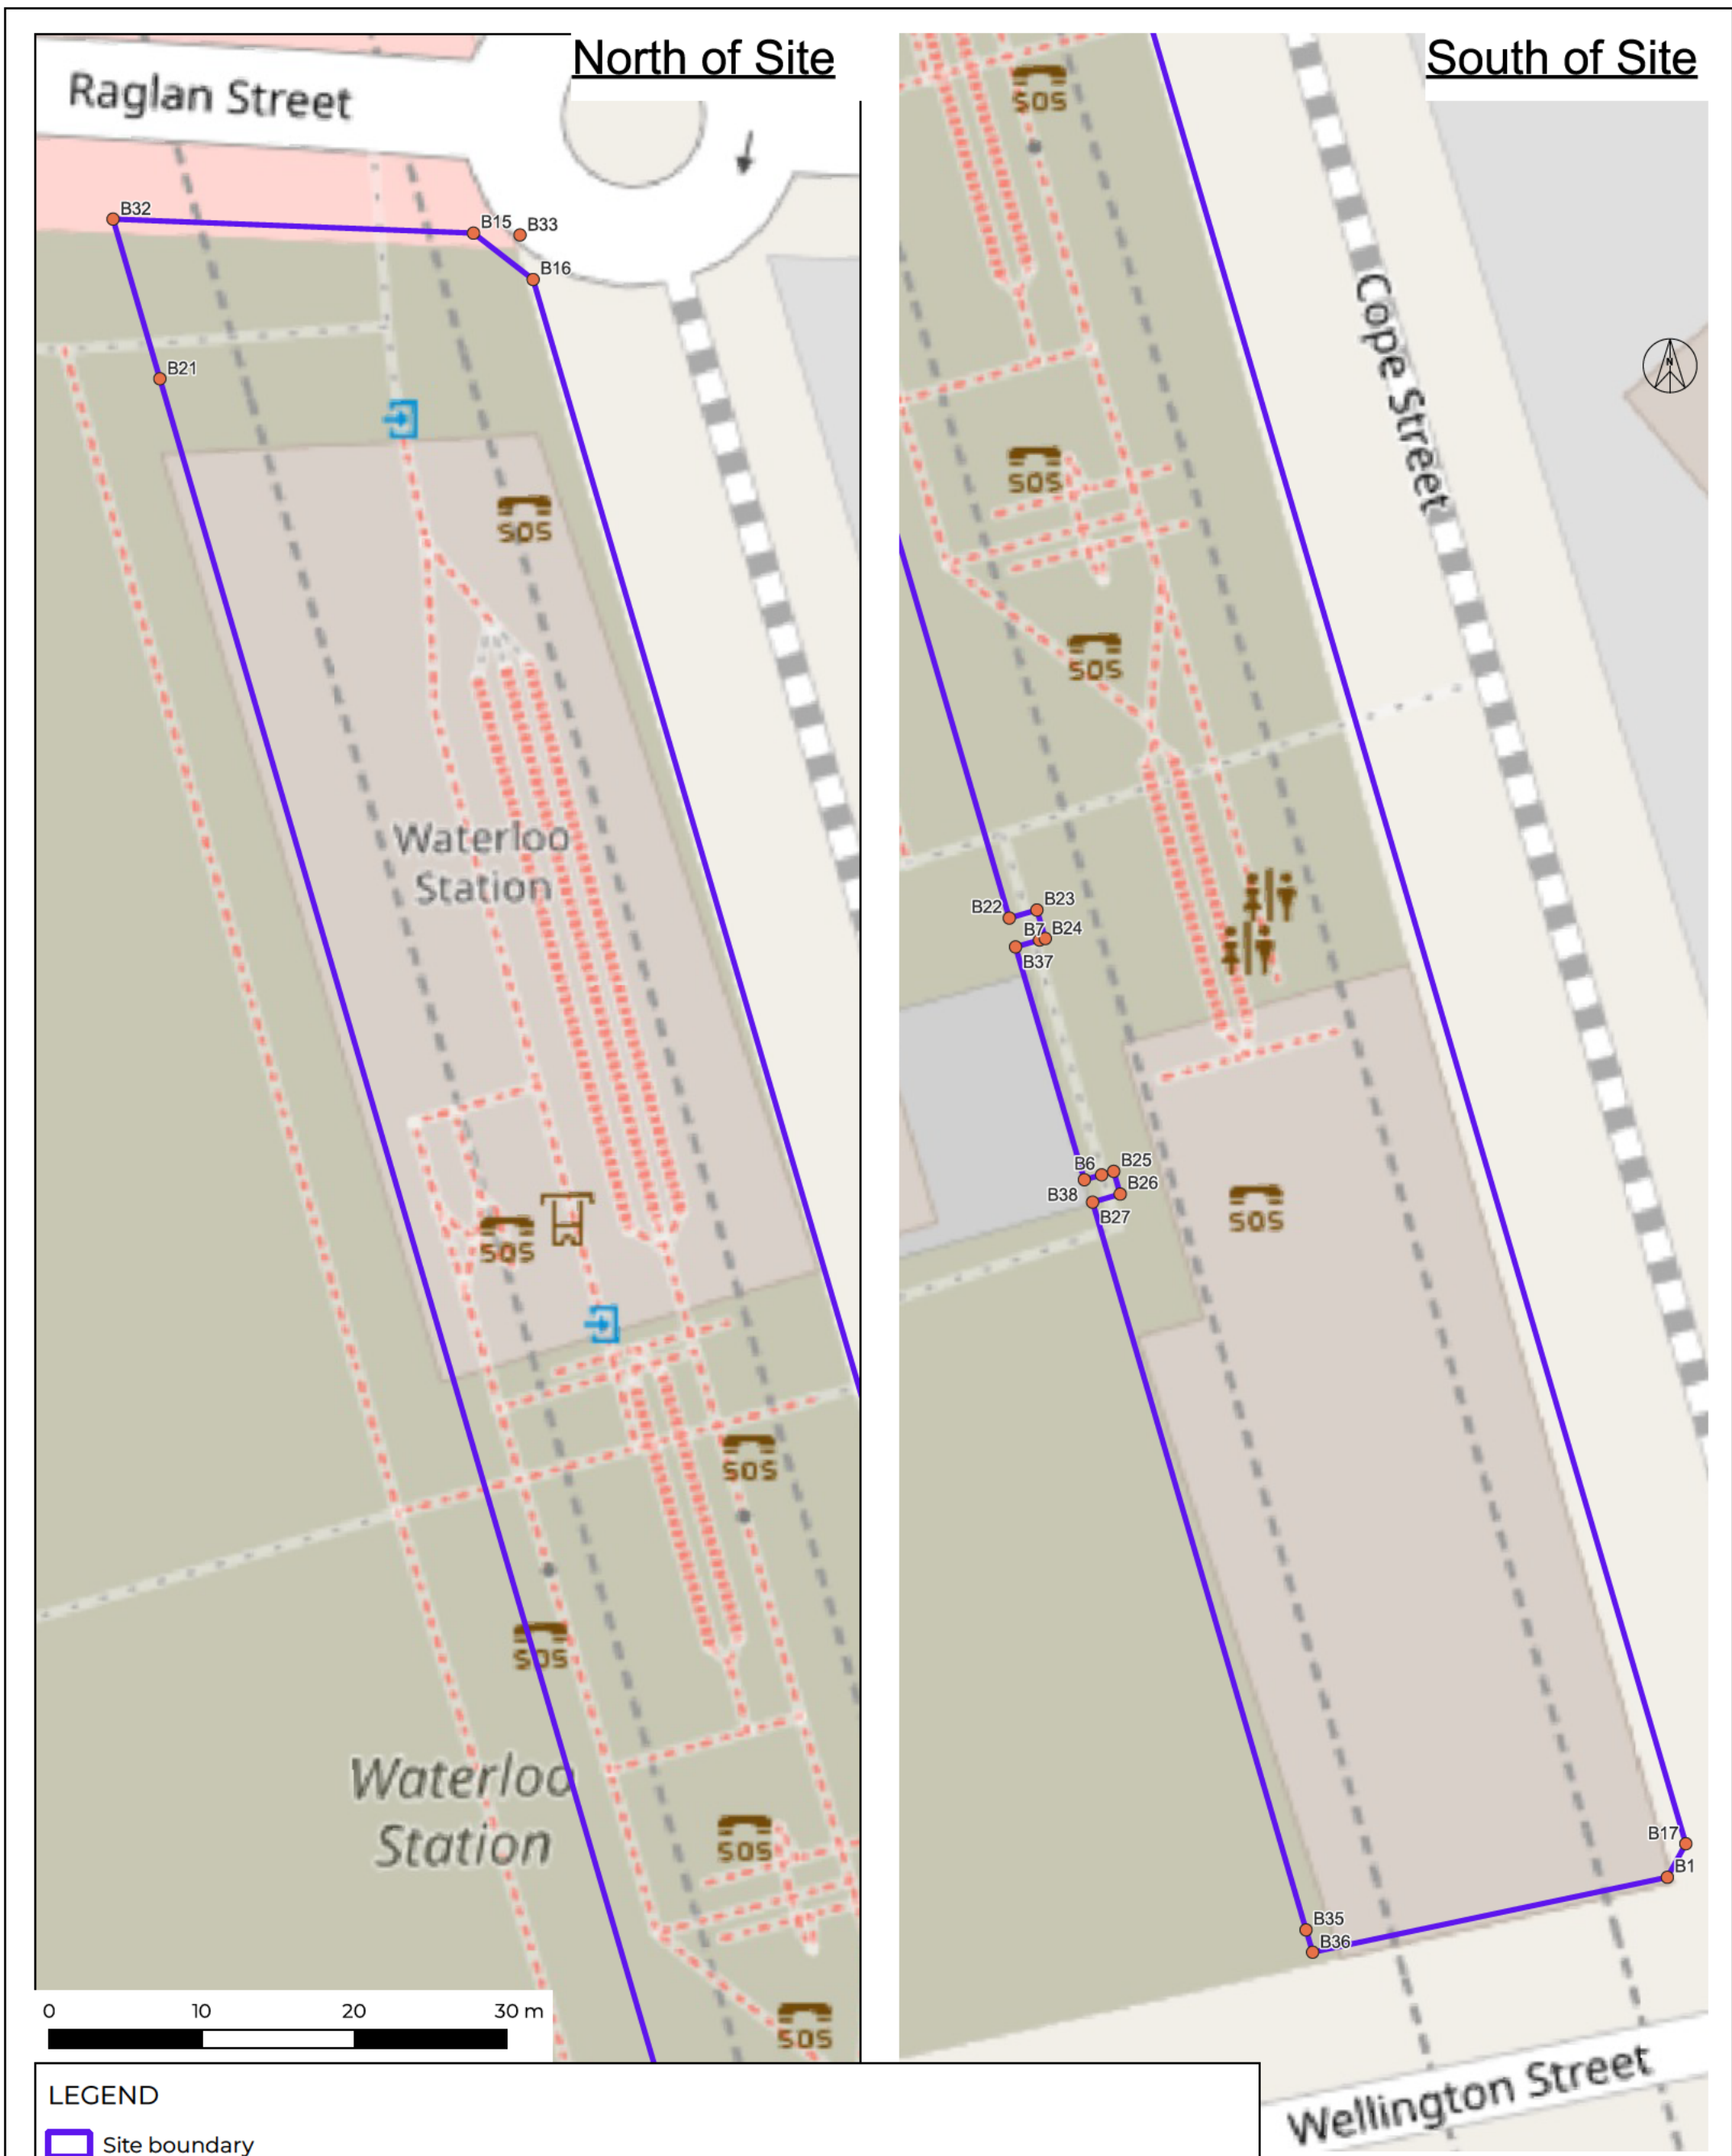 North of Site
Raglan Street
B32
B15
B33
B16
B21
SOS
Waterloo
Station
SOS
SOS
SOS
Waterloo
Station
SOS
SOS
0 10 20 30 m
LEGEND
Site boundary
South of Site
SOS
Cope Street
N
SOS
SOS
B22
B23
B7
B24
B37
B6
B25
B38
B26
B27
SOS
B17
B1
B35
B36
Wellington Street